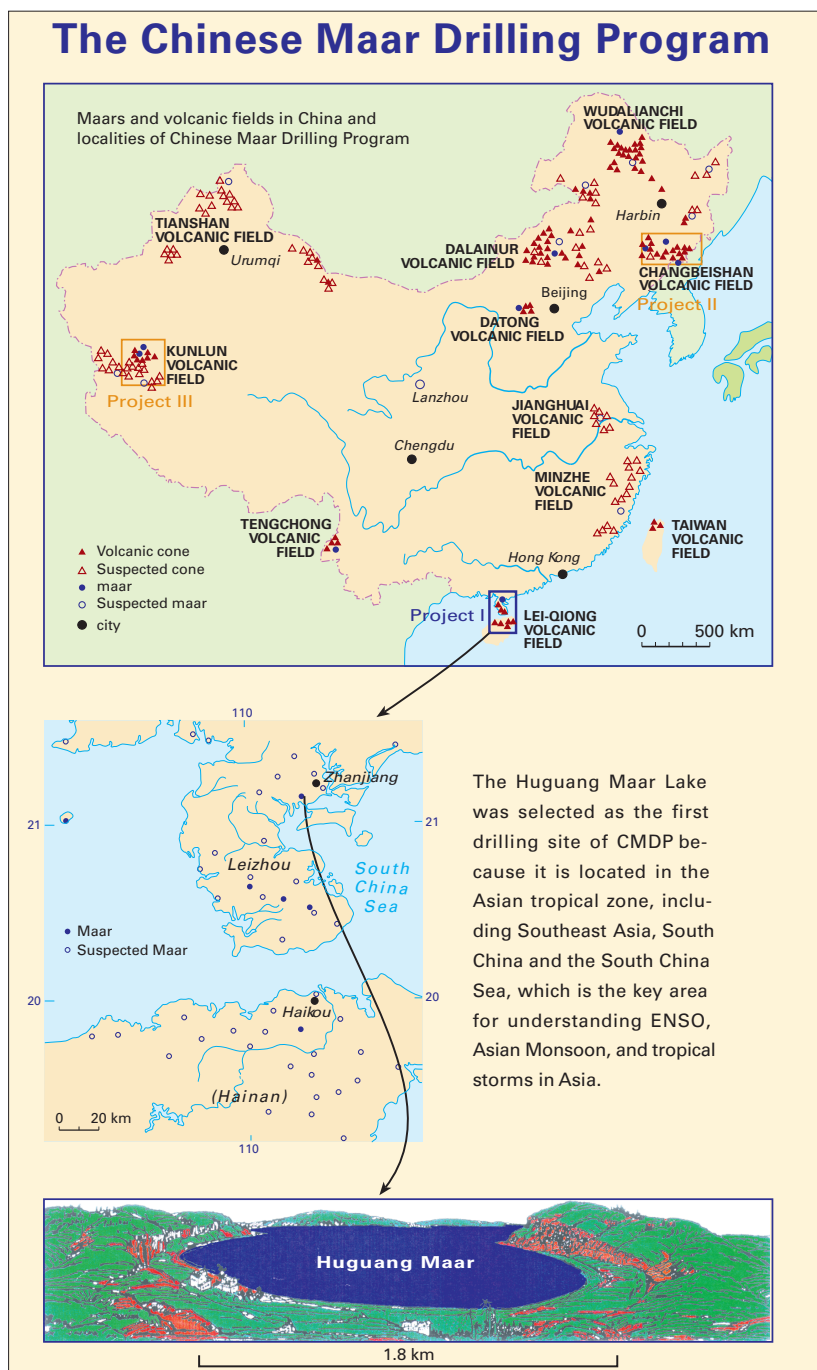 The Chinese Maar Drilling Program
Maars and volcanic fields in China and
localities of Chinese Maar Drilling Program
WUDALIANCHI
VOLCANIC FIELD
Harbin
TIANSHAN
VOLCANIC FIELD
Urumqi
DALAINUR
VOLCANIC FIELD
CHANGBEISHAN
VOLCANIC FIELD
Project II
Beijing
DATONG
VOLCANIC FIELD
KUNLUN
VOLCANIC
FIELD
Project III
Lanzhou
JIANGHUAI
VOLCANIC
FIELD
Chengdu
MINZHE
VOLCANIC
FIELD
TENGCHONG
VOLCANIC
FIELD
TAIWAN
VOLCANIC
FIELD
Hong Kong
Volcanic cone
Suspected cone
maar
Suspected maar
city
Project I
LEI-QIONG
VOLCANIC
FIELD
0 500 km
110
Zhanjiang
21
21
Leizhou
South
China
Sea
Maar
Suspected Maar
20
20
Haikou
(Hainan)
0 20 km
110
The Huguang Maar Lake
was selected as the first
drilling site of CMDP be-
cause it is located in the
Asian tropical zone, inclu-
ding Southeast Asia, South
China and the South China
Sea, which is the key area
for understanding ENSO,
Asian Monsoon, and tropical
storms in Asia.
Huguang Maar
1.8 km